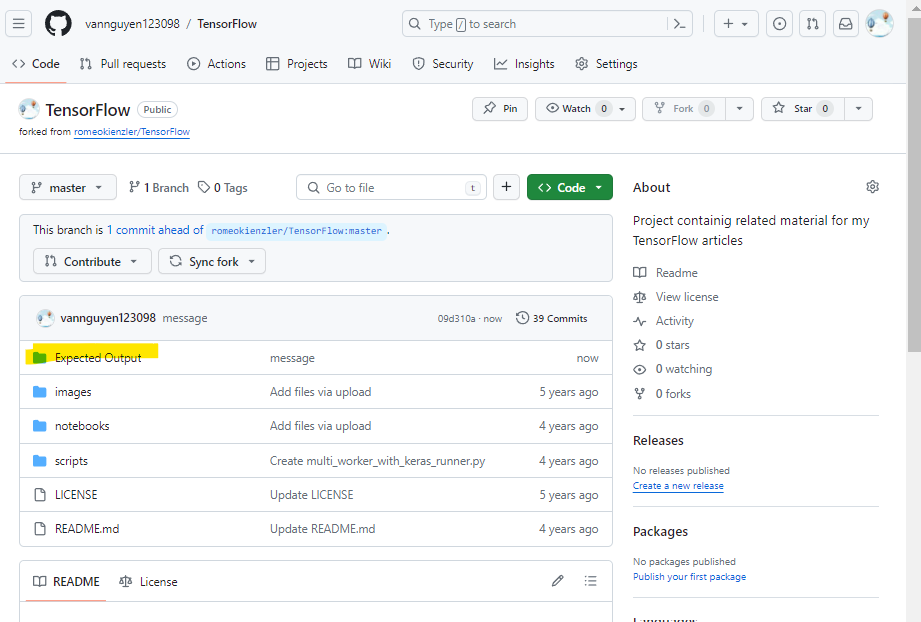 vannguyen123098 / TensorFlow
Type / to search
Code Pull requests Actions Projects Wiki Security Insights Settings
TensorFlow Public
Pin Watch 0 Fork 0 Star 0
forked from romeokienzler/TensorFlow
master 1 Branch 0 Tags Go to file t + Code
This branch is 1 commit ahead of romeokienzler/TensorFlow:master .
Contribute Sync fork
vannguyen123098 message 09d310a · now 39 Commits
Expected Output message now
images Add files via upload 5 years ago
notebooks Add files via upload 4 years ago
scripts Create multi_worker_with_keras_runner.py 4 years ago
LICENSE Update LICENSE 5 years ago
README.md Update README.md 4 years ago
README License
About
Project containig related material for my
TensorFlow articles
Readme
View license
Activity
0 stars
0 watching
0 forks
Releases
No releases published
Create a new release
Packages
No packages published
Publish your first package
Languages